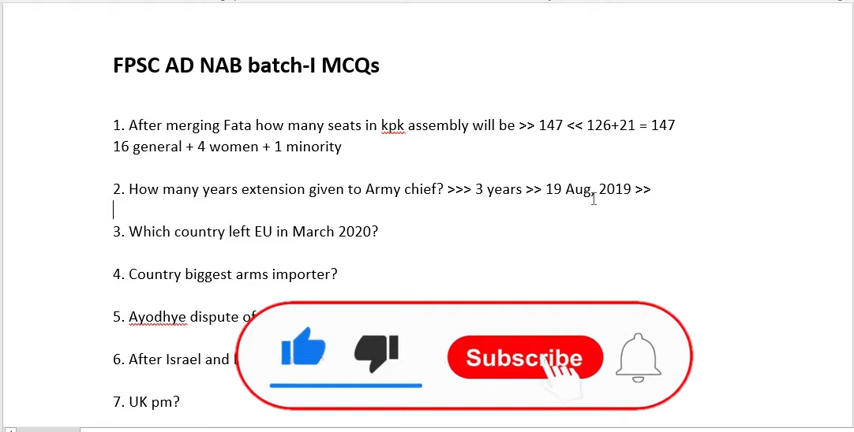 FPSC AD NAB batch-I MCQs
1. After merging Fata how many seats in kpk assembly will be >> 147 << 126+21 = 147
16 general + 4 women + 1 minority
2. How many years extension given to Army chief? >>> 3 years >> 19 Aug, 2019 >>
3. Which country left EU in March 2020?
4. Country biggest arms importer?
5. Ayodhye dispute of
6. After Israel and
7. UK pm?
Subscribe